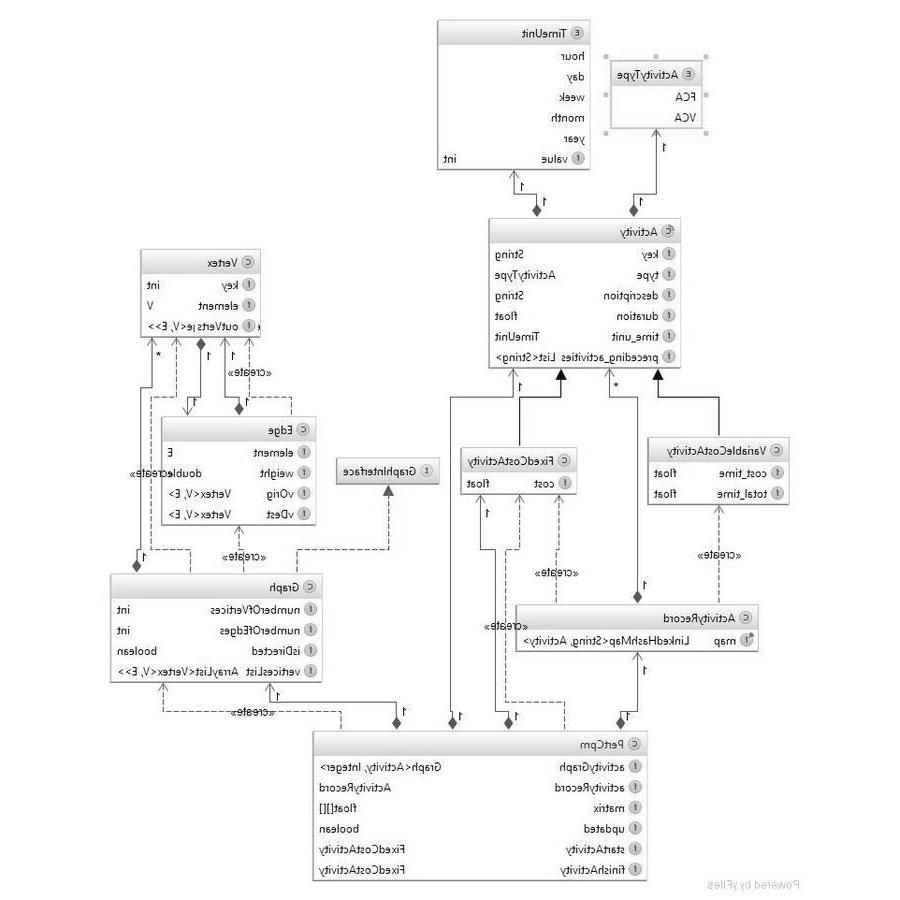 TimeUnit
hour
day
week
month
year
value int
ActivityType
FCA
VCA
1
1
1
1
Activity
key String
type ActivityType
description String
duration float
time_unit TimeUnit
preceding_activities List<String>
Vertex
key int
element V
outVerts
e<V, E>>
*
1
1
«create»
1
1
*
Edge
element E
weight double
vOrig Vertex<V, E>
vDest Vertex<V, E>
«create»
GraphInterface
FixedCostActivity
cost float
VariableCostActivity
cost_time float
total_time float
1
«create»
«create»
«create»
1
1
Graph
numberOfVertices int
numberOfEdges int
isDirected boolean
verticesList ArrayList<Vertex<V, E>>
ActivityRecord
map LinkedHashMap<String, Activity>
«create»
1
1
«create»
1
1
1
1
PertCpm
activityGraph Graph<Activity, Integer>
activityRecord ActivityRecord
matrix float[][]
updated boolean
startActivity FixedCostActivity
finishActivity FixedCostActivity
Powered by yFiles